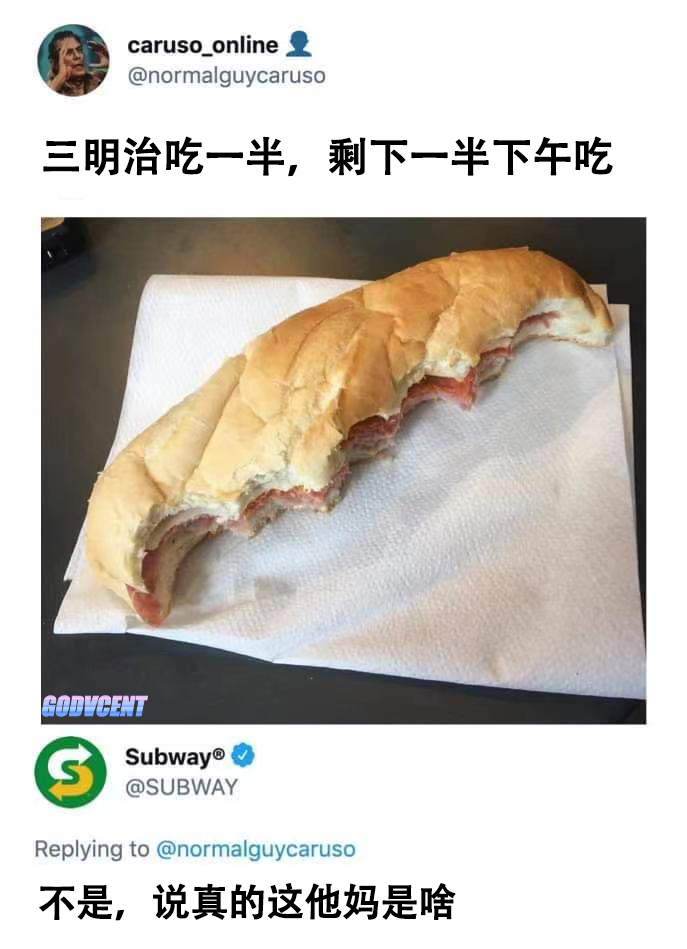 caruso_online
@normalguycaruso
三明治吃一半，剩下一半下午吃
GODVCENT
Subway®
@SUBWAY
Replying to @normalguycaruso
不是，说真的这他妈是啥